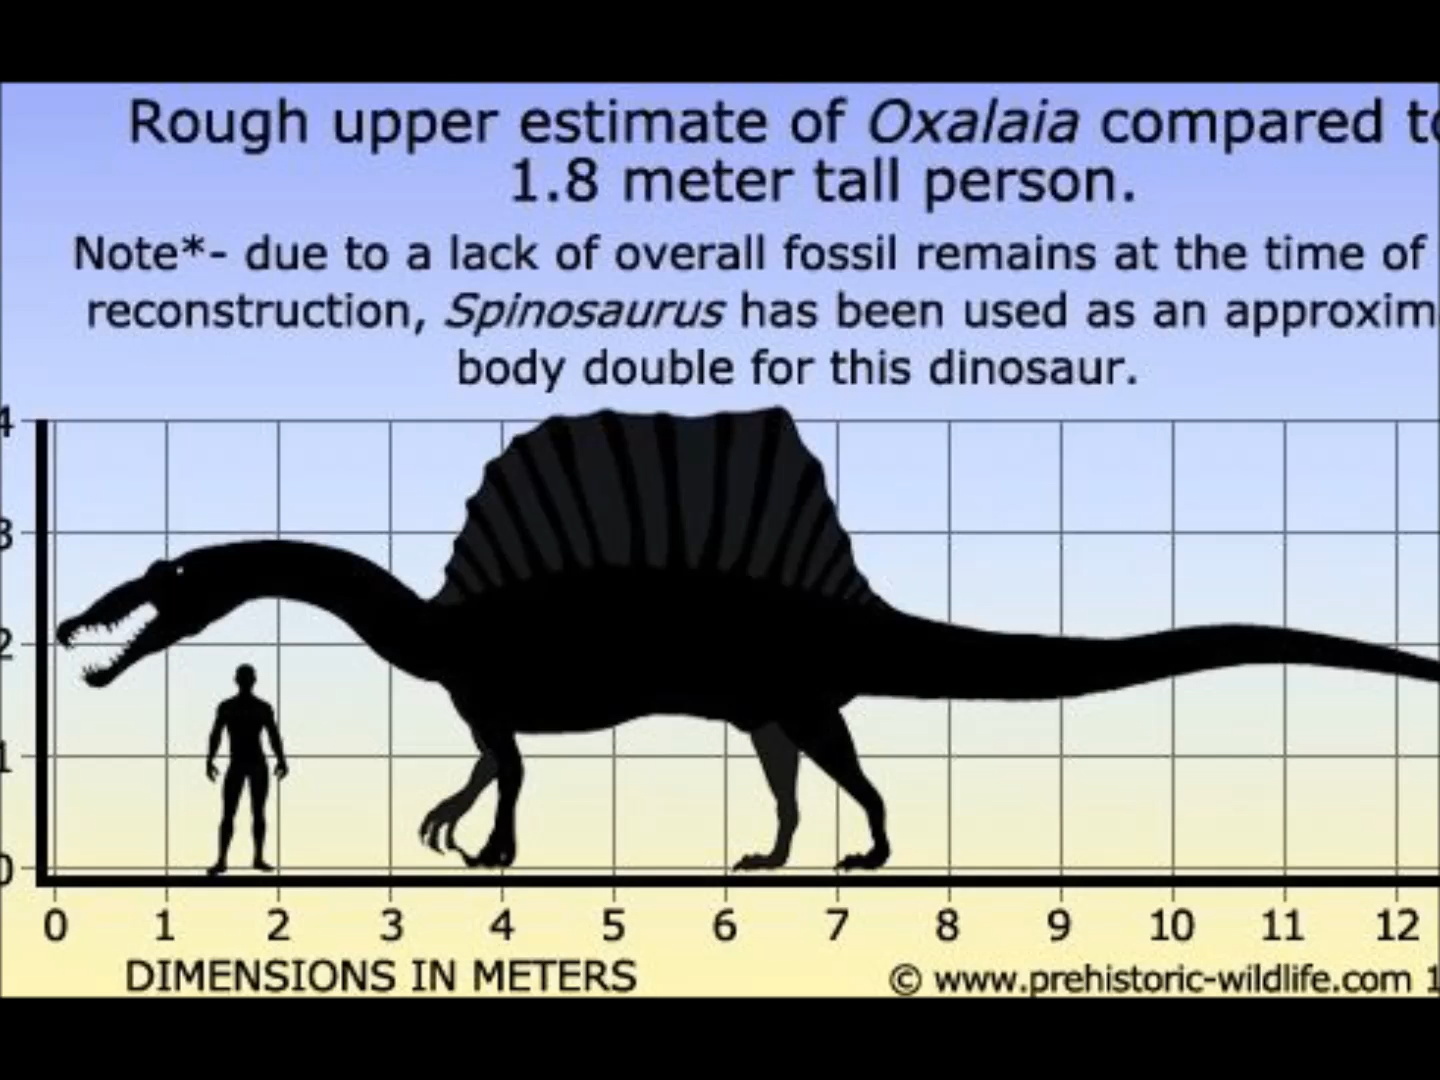 Rough upper estimate of Oxalaia compared to
1.8 meter tall person.
Note*- due to a lack of overall fossil remains at the time of
reconstruction, Spinosaurus has been used as an approxim
body double for this dinosaur.
4
3
2
1
0
0 1 2 3 4 5 6 7 8 9 10 11 12
DIMENSIONS IN METERS
© www.prehistoric-wildlife.com 1